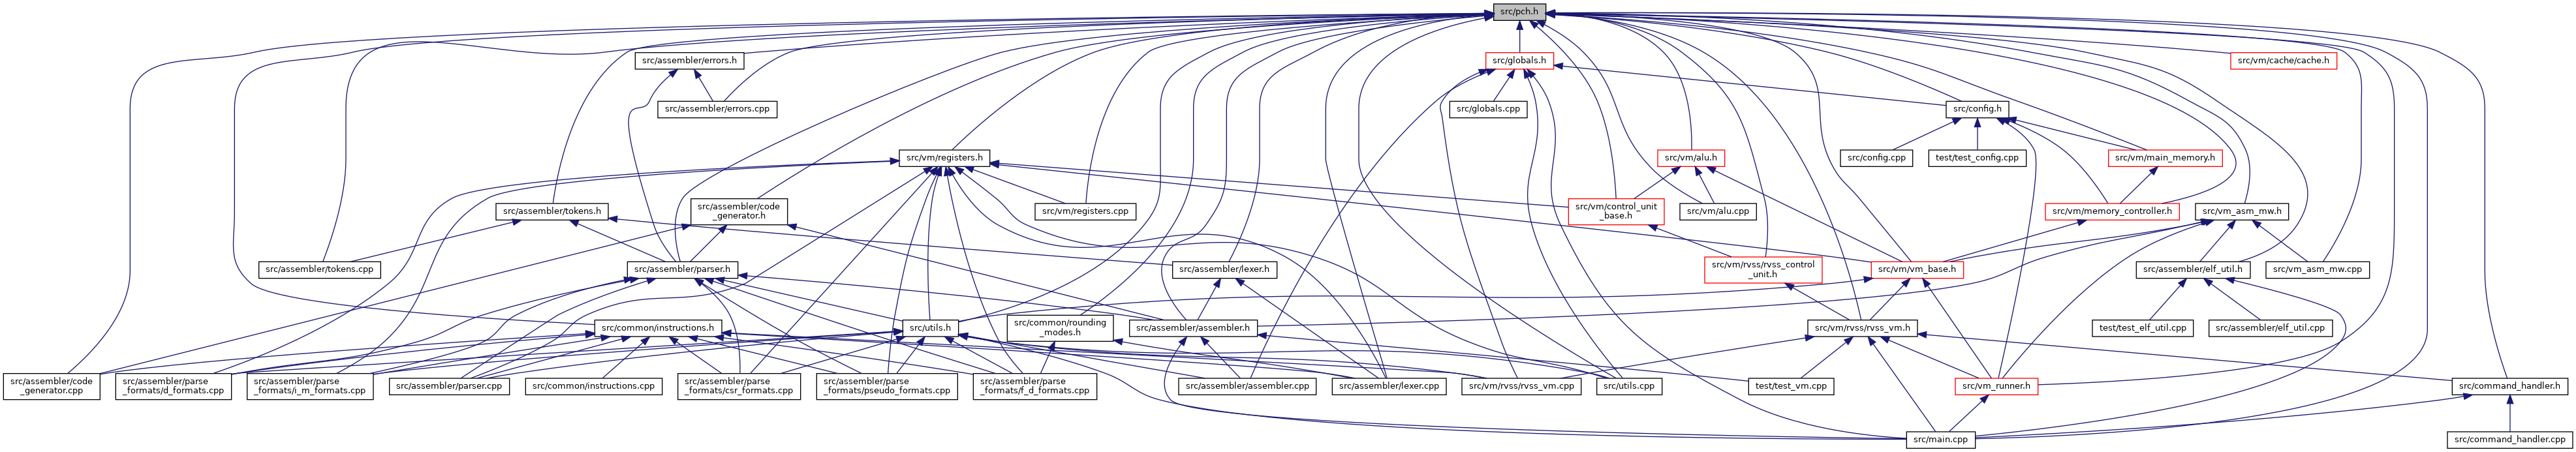 src/pch.h
src/assembler/errors.h
src/globals.h
src/vm/cache/cache.h
src/assembler/errors.cpp
src/globals.cpp
src/config.h
src/vm/registers.h
src/vm/alu.h
src/config.cpp
test/test_config.cpp
src/vm/main_memory.h
src/assembler/tokens.h
src/assembler/code
_generator.h
src/vm/registers.cpp
src/vm/control_unit
_base.h
src/vm/alu.cpp
src/vm/memory_controller.h
src/vm_asm_mw.h
src/assembler/tokens.cpp
src/assembler/parser.h
src/assembler/lexer.h
src/vm/rvss/rvss_control
_unit.h
src/vm/vm_base.h
src/assembler/elf_util.h
src/vm_asm_mw.cpp
src/common/instructions.h
src/utils.h
src/common/rounding
_modes.h
src/assembler/assembler.h
src/vm/rvss/rvss_vm.h
test/test_elf_util.cpp
src/assembler/elf_util.cpp
src/assembler/code
_generator.cpp
src/assembler/parse
_formats/d_formats.cpp
src/assembler/parse
_formats/i_m_formats.cpp
src/assembler/parser.cpp
src/common/instructions.cpp
src/assembler/parse
_formats/csr_formats.cpp
src/assembler/parse
_formats/pseudo_formats.cpp
src/assembler/parse
_formats/f_d_formats.cpp
src/assembler/assembler.cpp
src/assembler/lexer.cpp
src/vm/rvss/rvss_vm.cpp
src/utils.cpp
test/test_vm.cpp
src/vm_runner.h
src/command_handler.h
src/main.cpp
src/command_handler.cpp